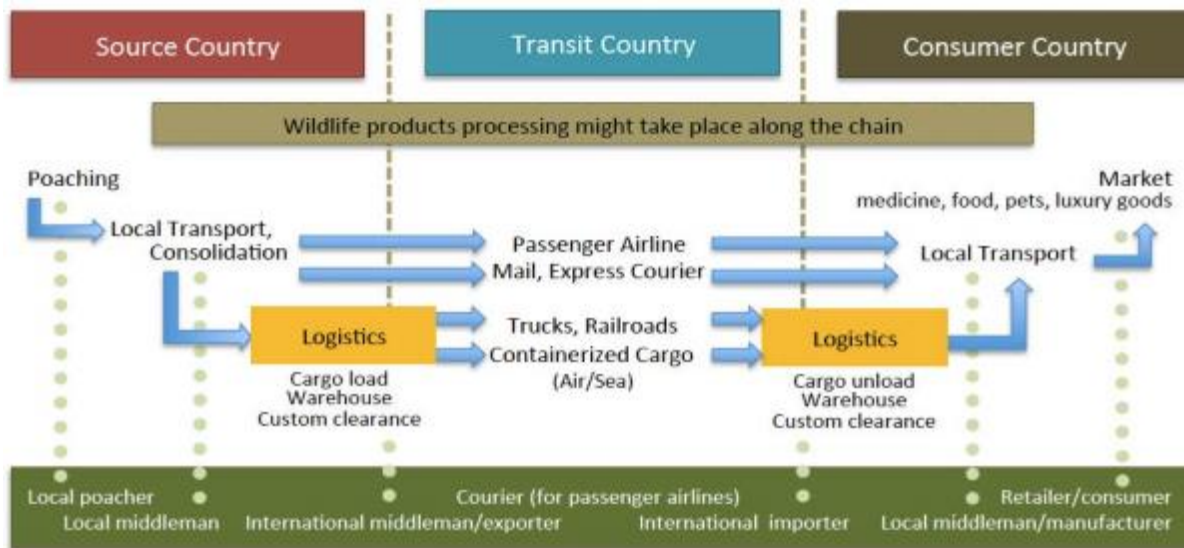 Source Country
Transit Country
Consumer Country
Wildlife products processing might take place along the chain
Poaching
Local Transport,
Consolidation
Passenger Airline
Mail, Express Courier
Market
medicine, food, pets, luxury goods
Local Transport
Logistics
Cargo load
Warehouse
Custom clearance
Trucks, Railroads
Containerized Cargo
(Air/Sea)
Logistics
Cargo unload
Warehouse
Custom clearance
Local poacher
Courier (for passenger airlines)
Retailer/consumer
Local middleman
International middleman/exporter
International importer
Local middleman/manufacturer